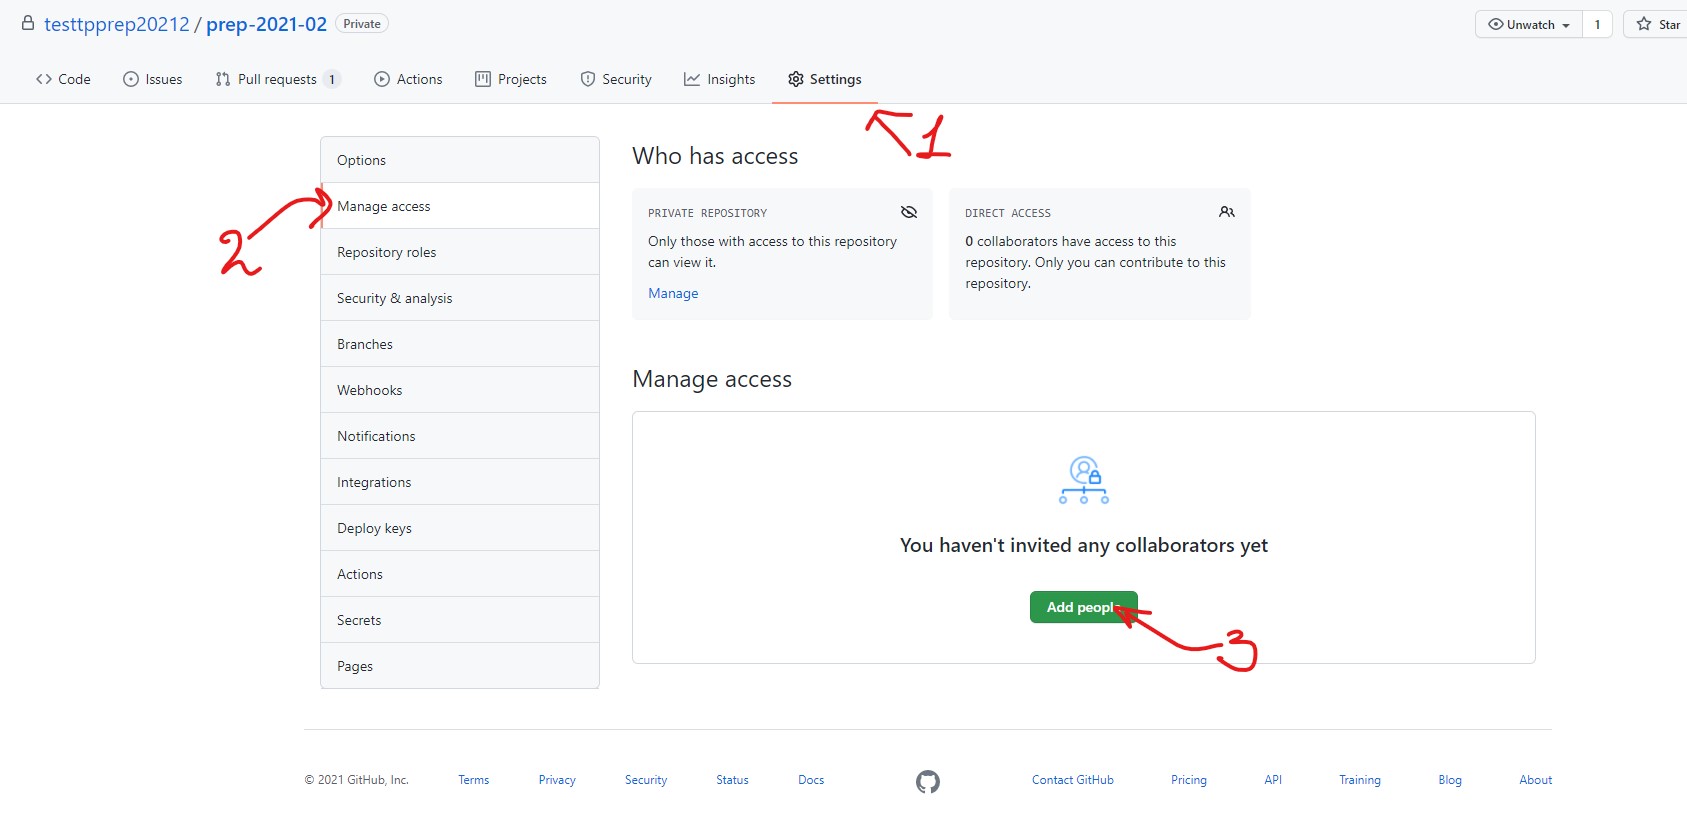 testtpprep20212 / prep-2021-02 Private
Unwatch 1 Star
Code Issues Pull requests 1 Actions Projects Security Insights Settings
1
Options
Manage access
Repository roles
Security & analysis
Branches
Webhooks
Notifications
Integrations
Deploy keys
Actions
Secrets
Pages
2
Who has access
PRIVATE REPOSITORY
Only those with access to this repository
can view it.
Manage
DIRECT ACCESS
0 collaborators have access to this
repository. Only you can contribute to this
repository.
Manage access
You haven't invited any collaborators yet
Add people
3
© 2021 GitHub, Inc. Terms Privacy Security Status Docs Contact GitHub Pricing API Training Blog About